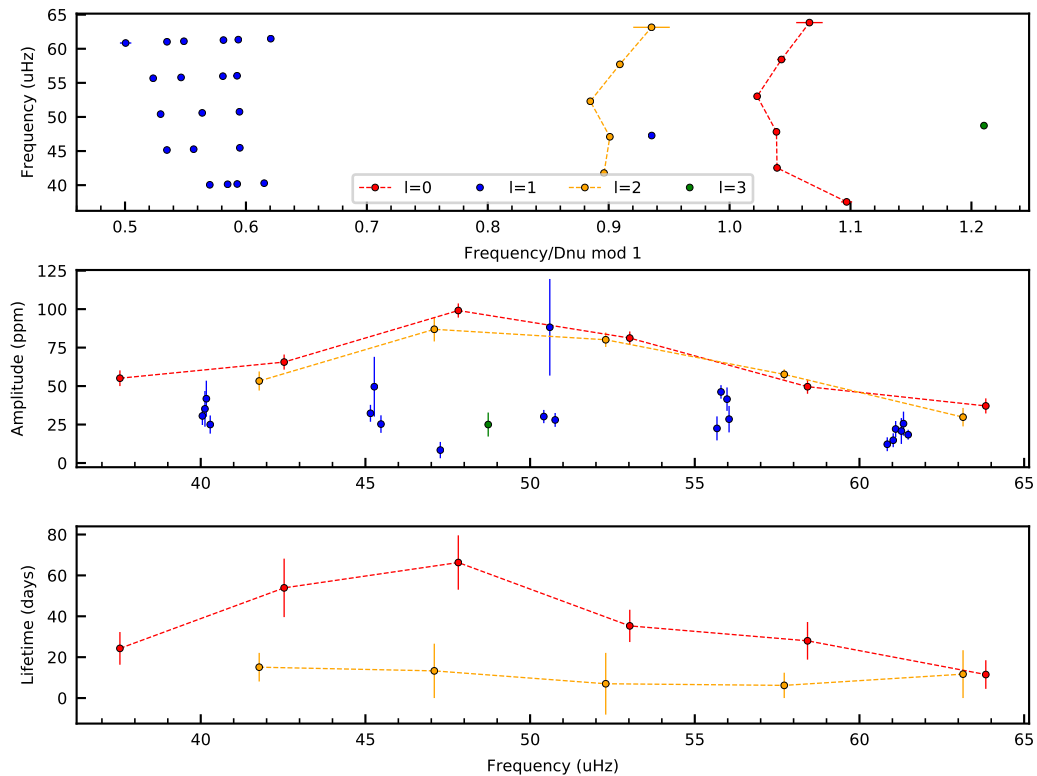 65
60
55
50
45
40
Frequency (uHz)
l=0 l=1 l=2 l=3
0.5 0.6 0.7 0.8 0.9 1.0 1.1 1.2
Frequency/Dnu mod 1
125
100
75
50
25
0
Amplitude (ppm)
40 45 50 55 60 65
80
60
40
20
0
Lifetime (days)
40 45 50 55 60 65
Frequency (uHz)